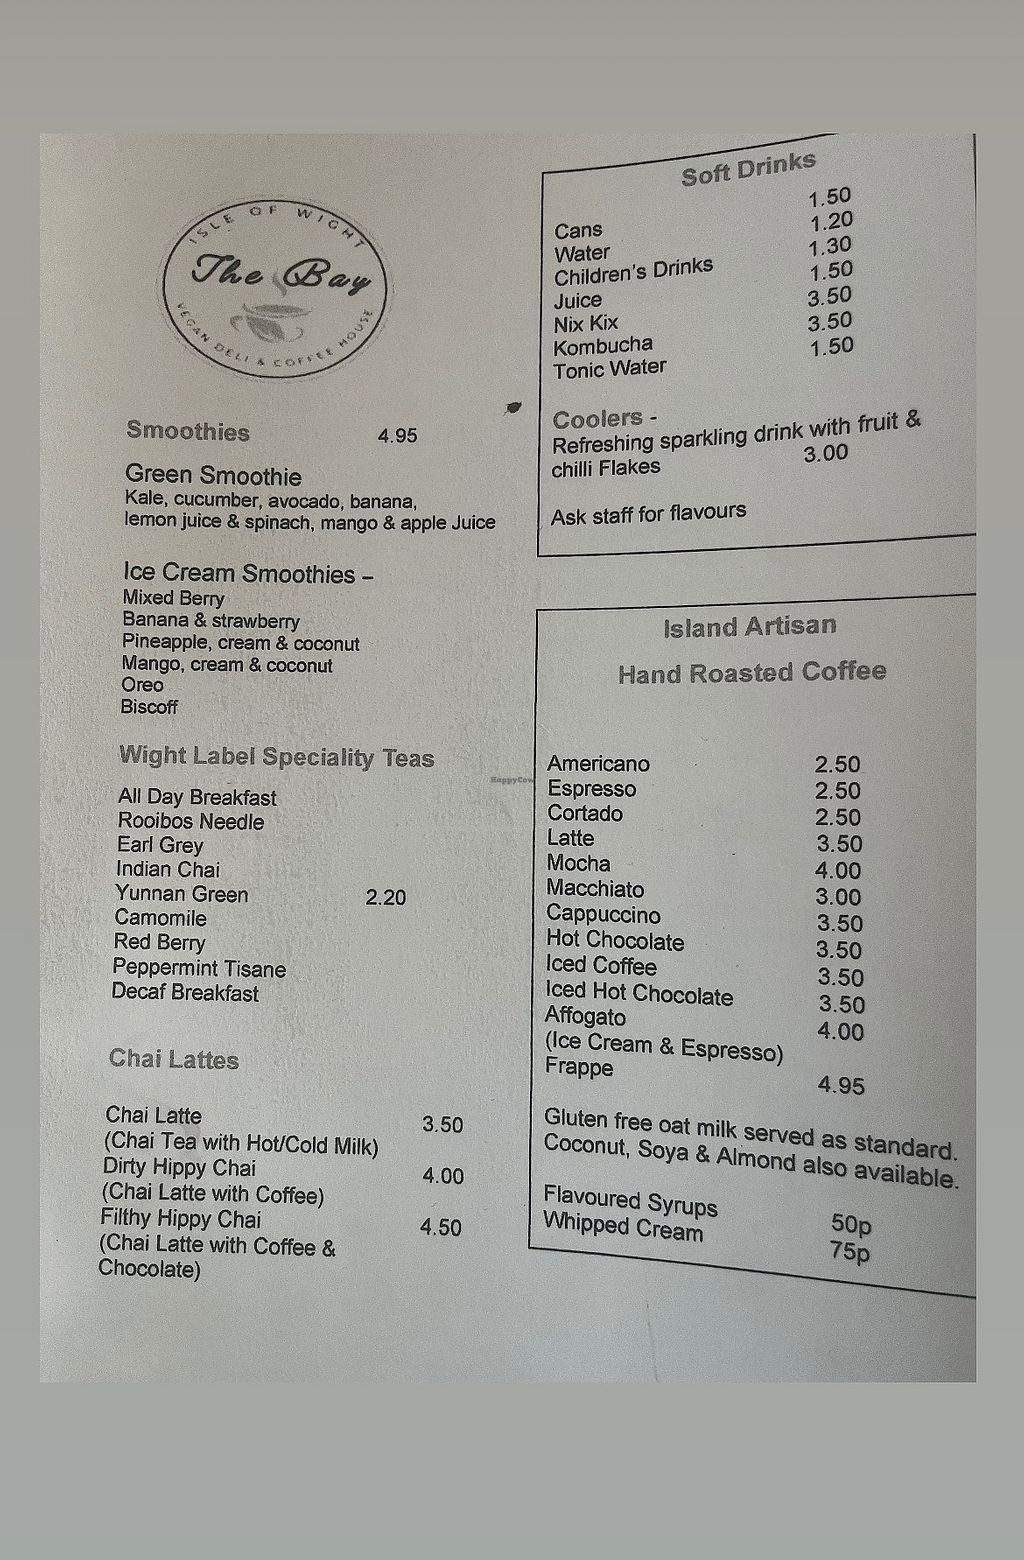 ISLE OF WIGHT
The Bay
VEGAN DELI & COFFEE HOUSE
Smoothies 4.95
Green Smoothie
Kale, cucumber, avocado, banana,
lemon juice & spinach, mango & apple Juice
Ice Cream Smoothies –
Mixed Berry
Banana & strawberry
Pineapple, cream & coconut
Mango, cream & coconut
Oreo
Biscoff
Wight Label Speciality Teas
All Day Breakfast
Rooibos Needle
Earl Grey
Indian Chai
Yunnan Green 2.20
Camomile
Red Berry
Peppermint Tisane
Decaf Breakfast
Chai Lattes
Chai Latte 3.50
(Chai Tea with Hot/Cold Milk)
Dirty Hippy Chai 4.00
(Chai Latte with Coffee)
Filthy Hippy Chai 4.50
(Chai Latte with Coffee &
Chocolate)
HappyCow
Soft Drinks
Cans 1.50
Water 1.20
Children's Drinks 1.30
Juice 1.50
Nix Kix 3.50
Kombucha 3.50
Tonic Water 1.50
Coolers -
Refreshing sparkling drink with fruit &
chilli Flakes 3.00
Ask staff for flavours
Island Artisan
Hand Roasted Coffee
Americano 2.50
Espresso 2.50
Cortado 2.50
Latte 3.50
Mocha 4.00
Macchiato 3.00
Cappuccino 3.50
Hot Chocolate 3.50
Iced Coffee 3.50
Iced Hot Chocolate 3.50
Affogato 4.00
(Ice Cream & Espresso)
Frappe 4.95
Gluten free oat milk served as standard.
Coconut, Soya & Almond also available.
Flavoured Syrups 50p
Whipped Cream 75p